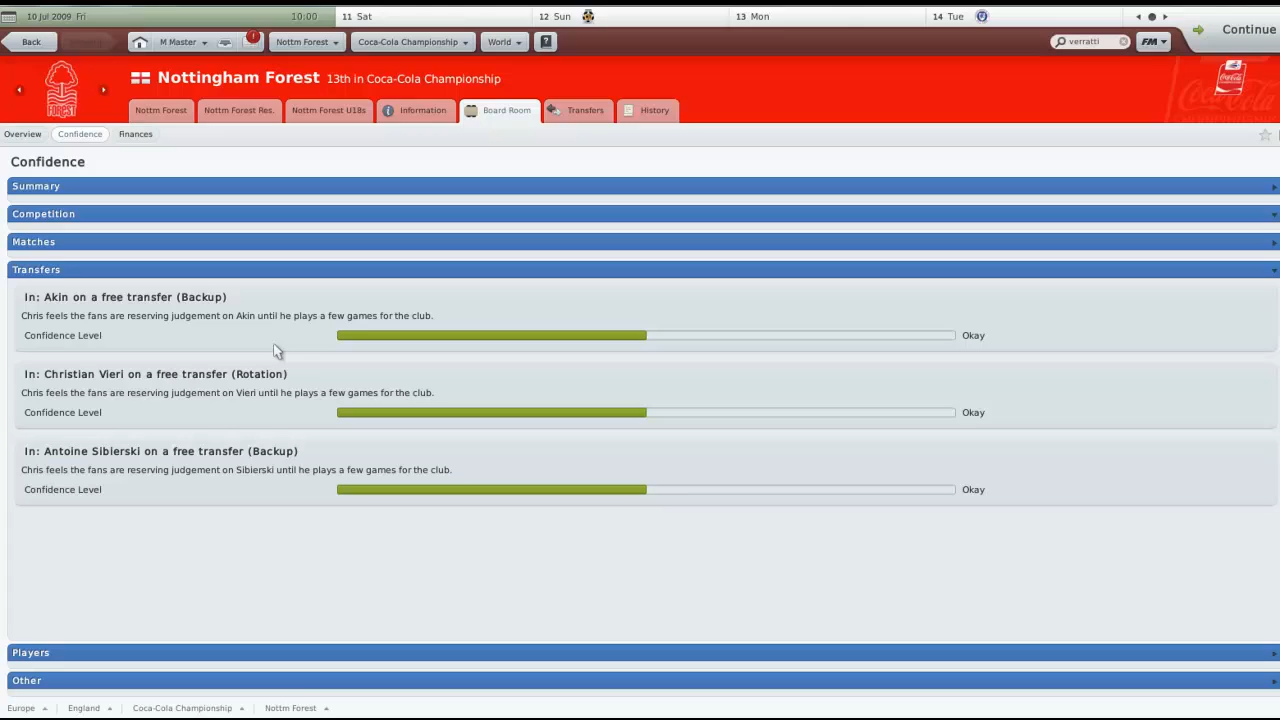 10 Jul 2009 Fri 10:00 11 Sat 12 Sun 13 Mon 14 Tue
Continue
Back M Master Nottm Forest Coca-Cola Championship World ? verratti FM
Nottingham Forest 13th in Coca-Cola Championship
Nottm Forest Nottm Forest Res. Nottm Forest U18s Information Board Room Transfers History
Overview Confidence Finances
Confidence
Summary
Competition
Matches
Transfers
In: Akin on a free transfer (Backup)
Chris feels the fans are reserving judgement on Akin until he plays a few games for the club.
Confidence Level Okay
In: Christian Vieri on a free transfer (Rotation)
Chris feels the fans are reserving judgement on Vieri until he plays a few games for the club.
Confidence Level Okay
In: Antoine Sibierski on a free transfer (Backup)
Chris feels the fans are reserving judgement on Sibierski until he plays a few games for the club.
Confidence Level Okay
Players
Other
Europe England Coca-Cola Championship Nottm Forest